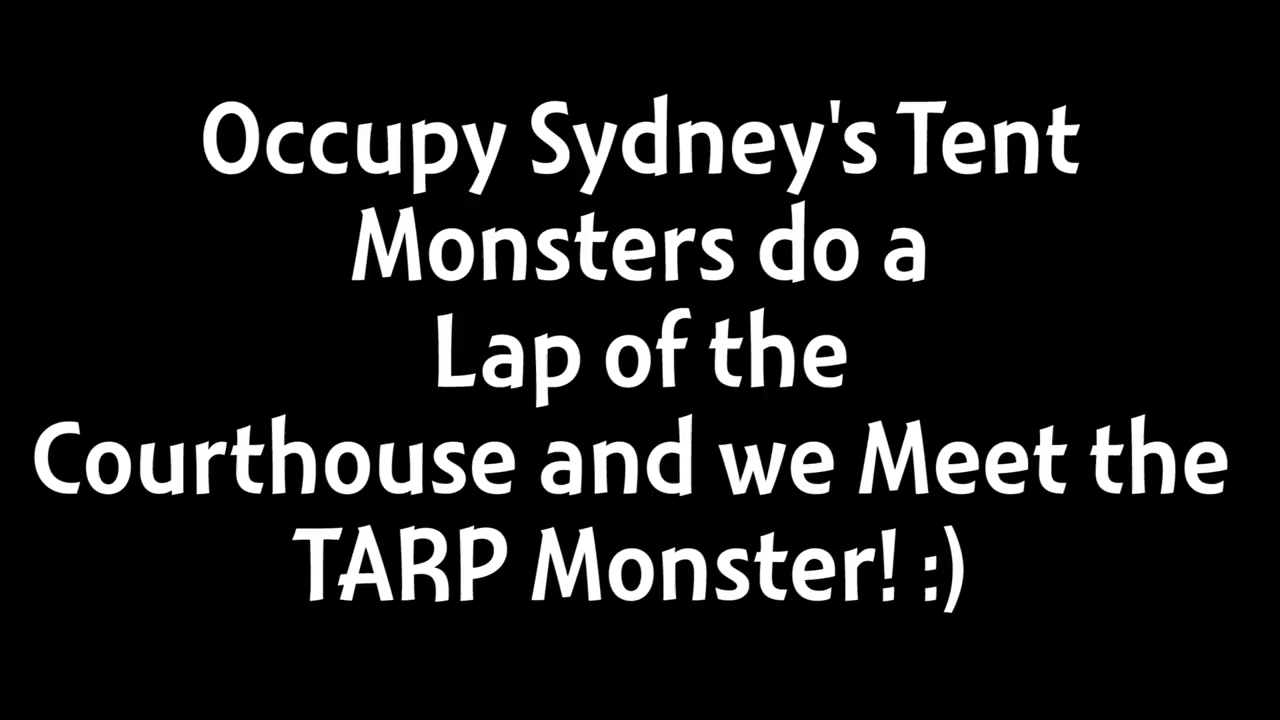 Occupy Sydney's Tent
Monsters do a
Lap of the
Courthouse and we Meet the
TARP Monster! :)